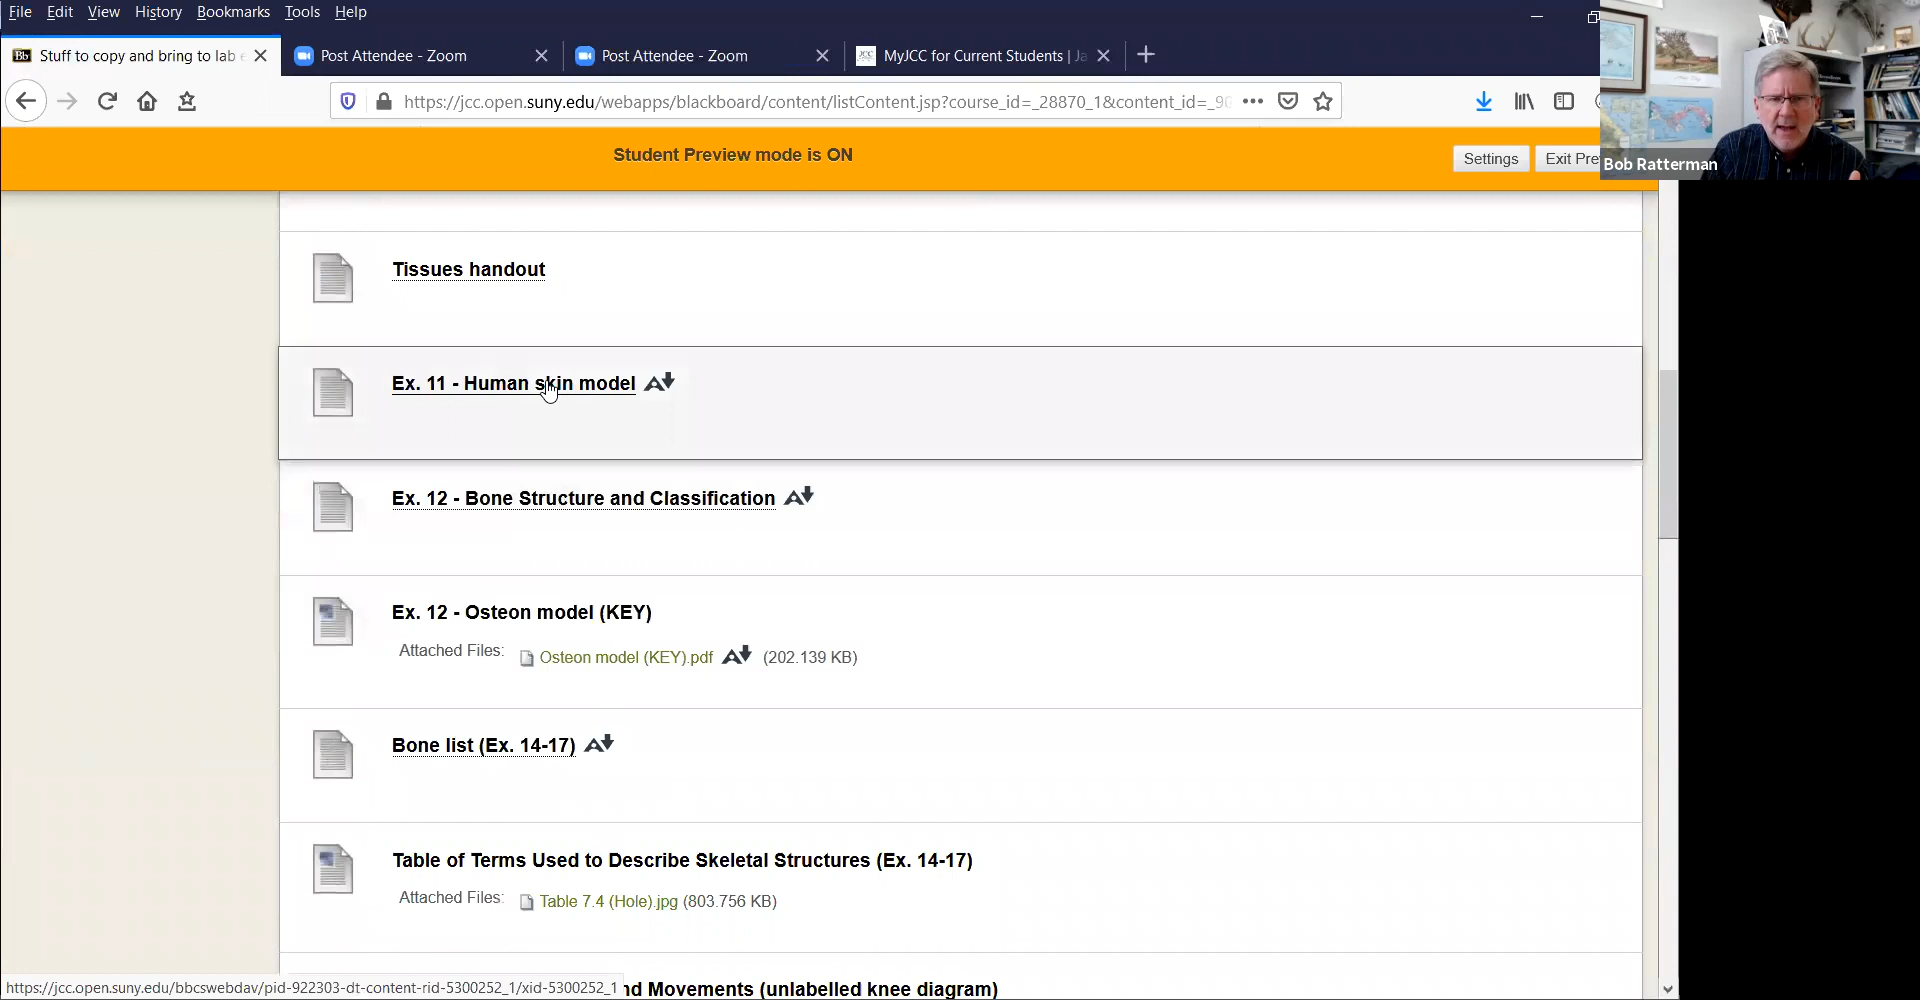 File Edit View History Bookmarks Tools Help
Bb Stuff to copy and bring to lab e
Post Attendee - Zoom
Post Attendee - Zoom
JCC MyJCC for Current Students | Ja
https://jcc.open.suny.edu/webapps/blackboard/content/listContent.jsp?course_id=_28870_1&content_id=_90
Student Preview mode is ON
Settings
Exit Pre
Bob Ratterman
Tissues handout
Ex. 11 - Human skin model
Ex. 12 - Bone Structure and Classification
Ex. 12 - Osteon model (KEY)
Attached Files: Osteon model (KEY).pdf (202.139 KB)
Bone list (Ex. 14-17)
Table of Terms Used to Describe Skeletal Structures (Ex. 14-17)
Attached Files: Table 7.4 (Hole).jpg (803.756 KB)
https://jcc.open.suny.edu/bbcswebdav/pid-922303-dt-content-rid-5300252_1/xid-5300252_1
nd Movements (unlabelled knee diagram)